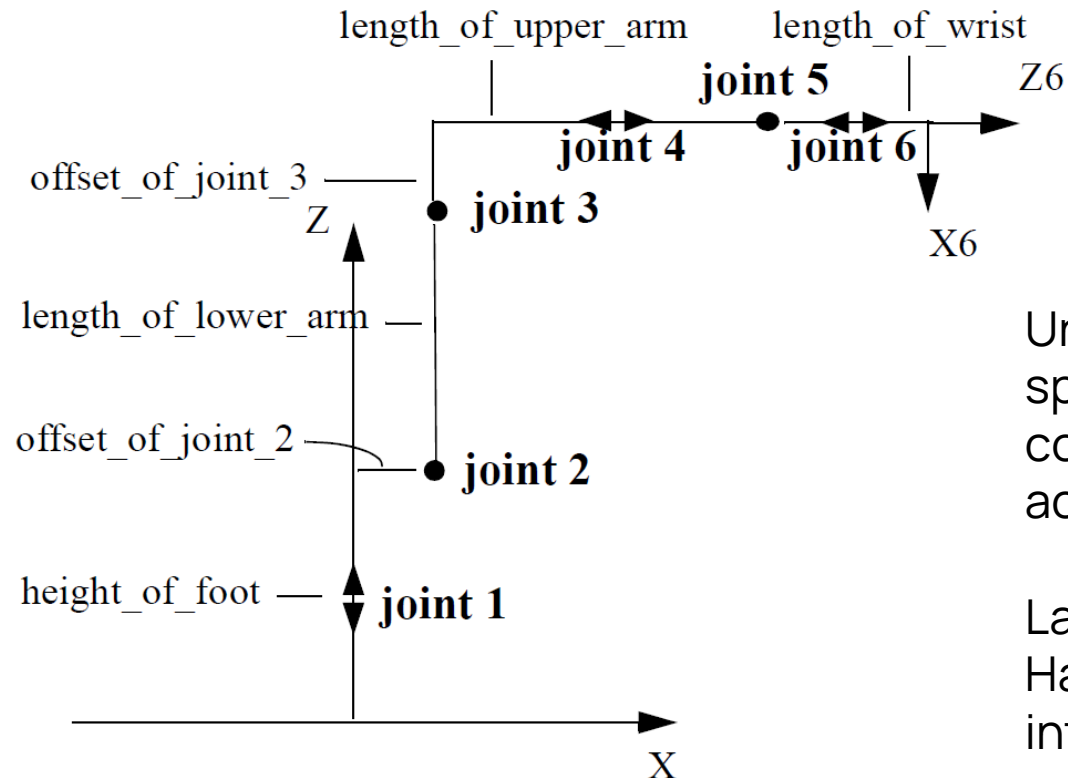 length_of_upper_arm
length_of_wrist
joint 5
Z6
joint 4
joint 6
offset_of_joint_3
joint 3
Z
X6
length_of_lower_arm
offset_of_joint_2
joint 2
height_of_foot
joint 1
X